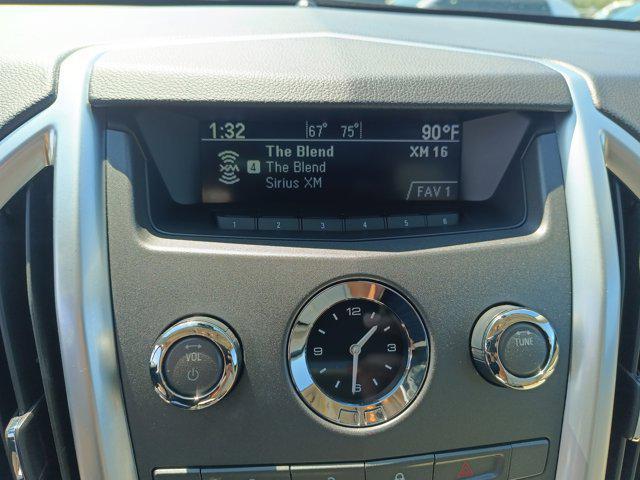 1:32 67° 75° 90°F
The Blend XM 16
XM 4 The Blend
Sirius XM
FAV 1
1 2 3 4 5 6
12
9 3
6
VOL
TUNE